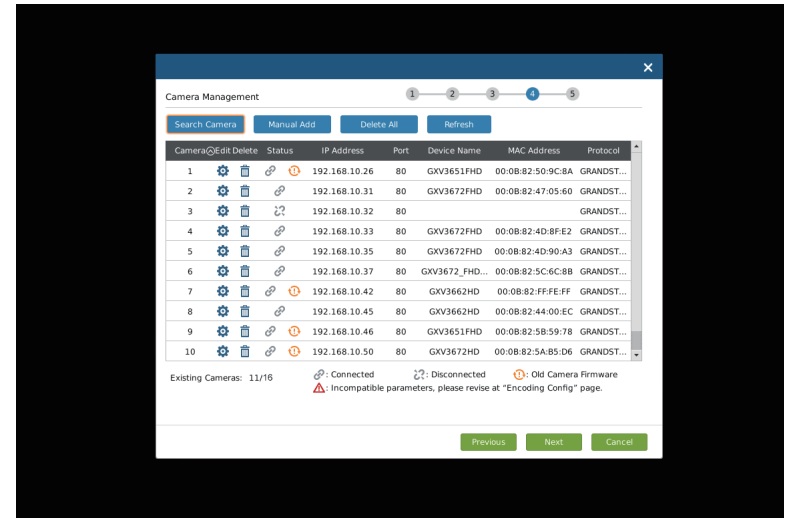 Camera Management 1 2 3 4 5
Search Camera Manual Add Delete All Refresh
Camera Edit Delete Status IP Address Port Device Name MAC Address Protocol
1 192.168.10.26 80 GXV3651FHD 00:0B:82:50:9C:8A GRANDST...
2 192.168.10.31 80 GXV3672FHD 00:0B:82:47:05:60 GRANDST...
3 192.168.10.32 80 GRANDST...
4 192.168.10.33 80 GXV3672FHD 00:0B:82:4D:8F:E2 GRANDST...
5 192.168.10.35 80 GXV3672FHD 00:0B:82:4D:90:A3 GRANDST...
6 192.168.10.37 80 GXV3672_FHD... 00:0B:82:5C:6C:8B GRANDST...
7 192.168.10.42 80 GXV3662HD 00:0B:82:FF:FE:FF GRANDST...
8 192.168.10.45 80 GXV3662HD 00:0B:82:44:00:EC GRANDST...
9 192.168.10.46 80 GXV3651FHD 00:0B:82:5B:59:78 GRANDST...
10 192.168.10.50 80 GXV3672HD 00:0B:82:5A:B5:D6 GRANDST...
Existing Cameras: 11/16 : Connected : Disconnected : Old Camera Firmware
: Incompatible parameters, please revise at "Encoding Config" page.
Previous Next Cancel